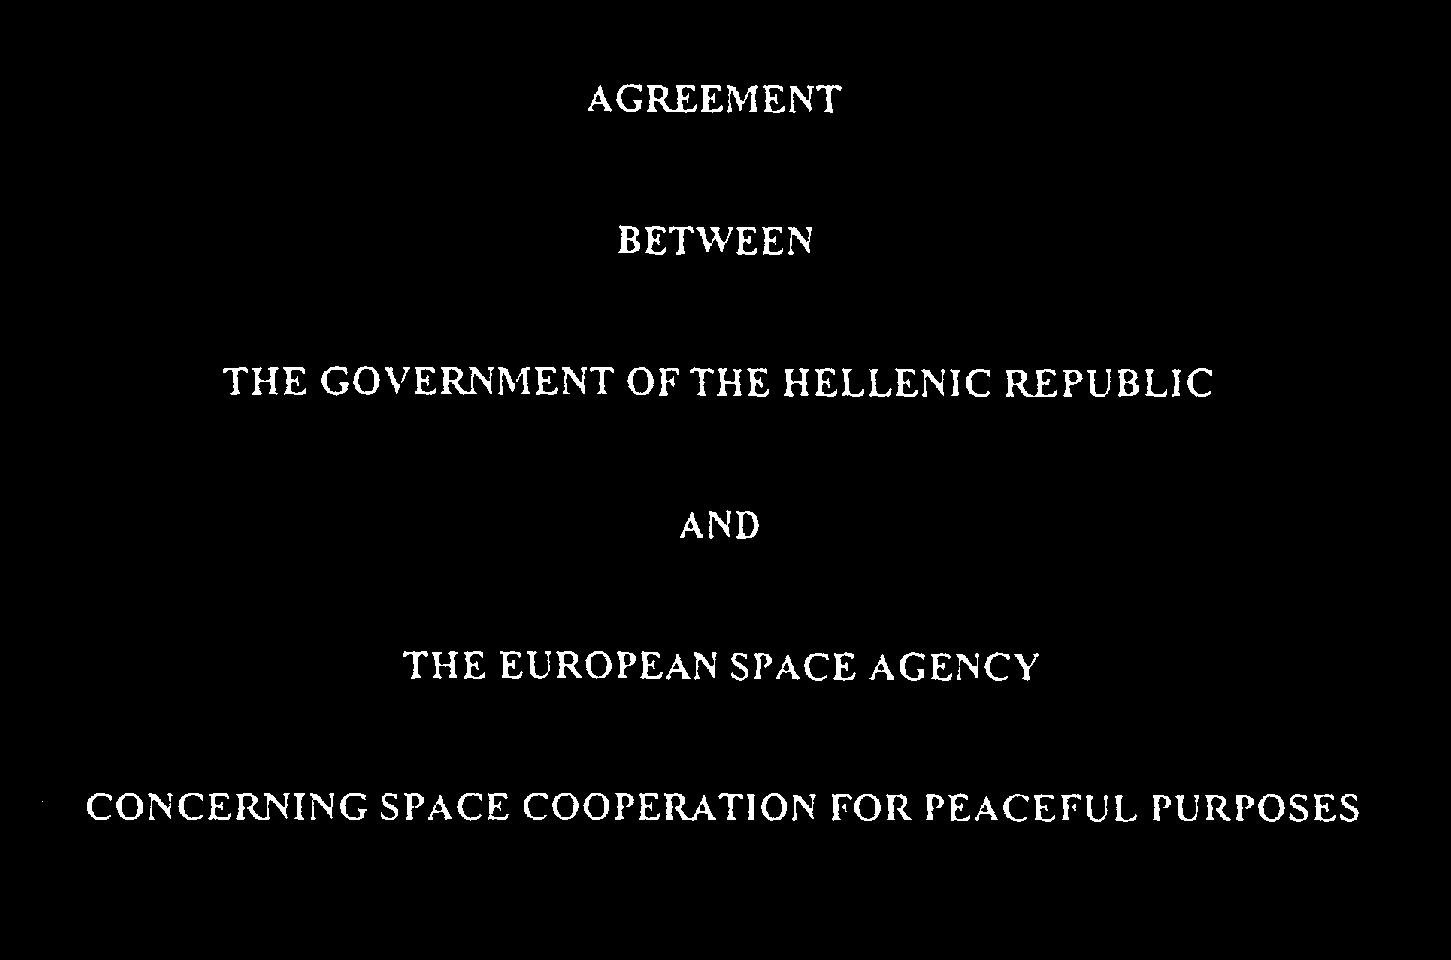 AGREEMENT
BETWEEN
THE GOVERNMENT OF THE HELLENIC REPUBLIC
AND
THE EUROPEAN SPACE AGENCY
CONCERNING SPACE COOPERATION FOR PEACEFUL PURPOSES